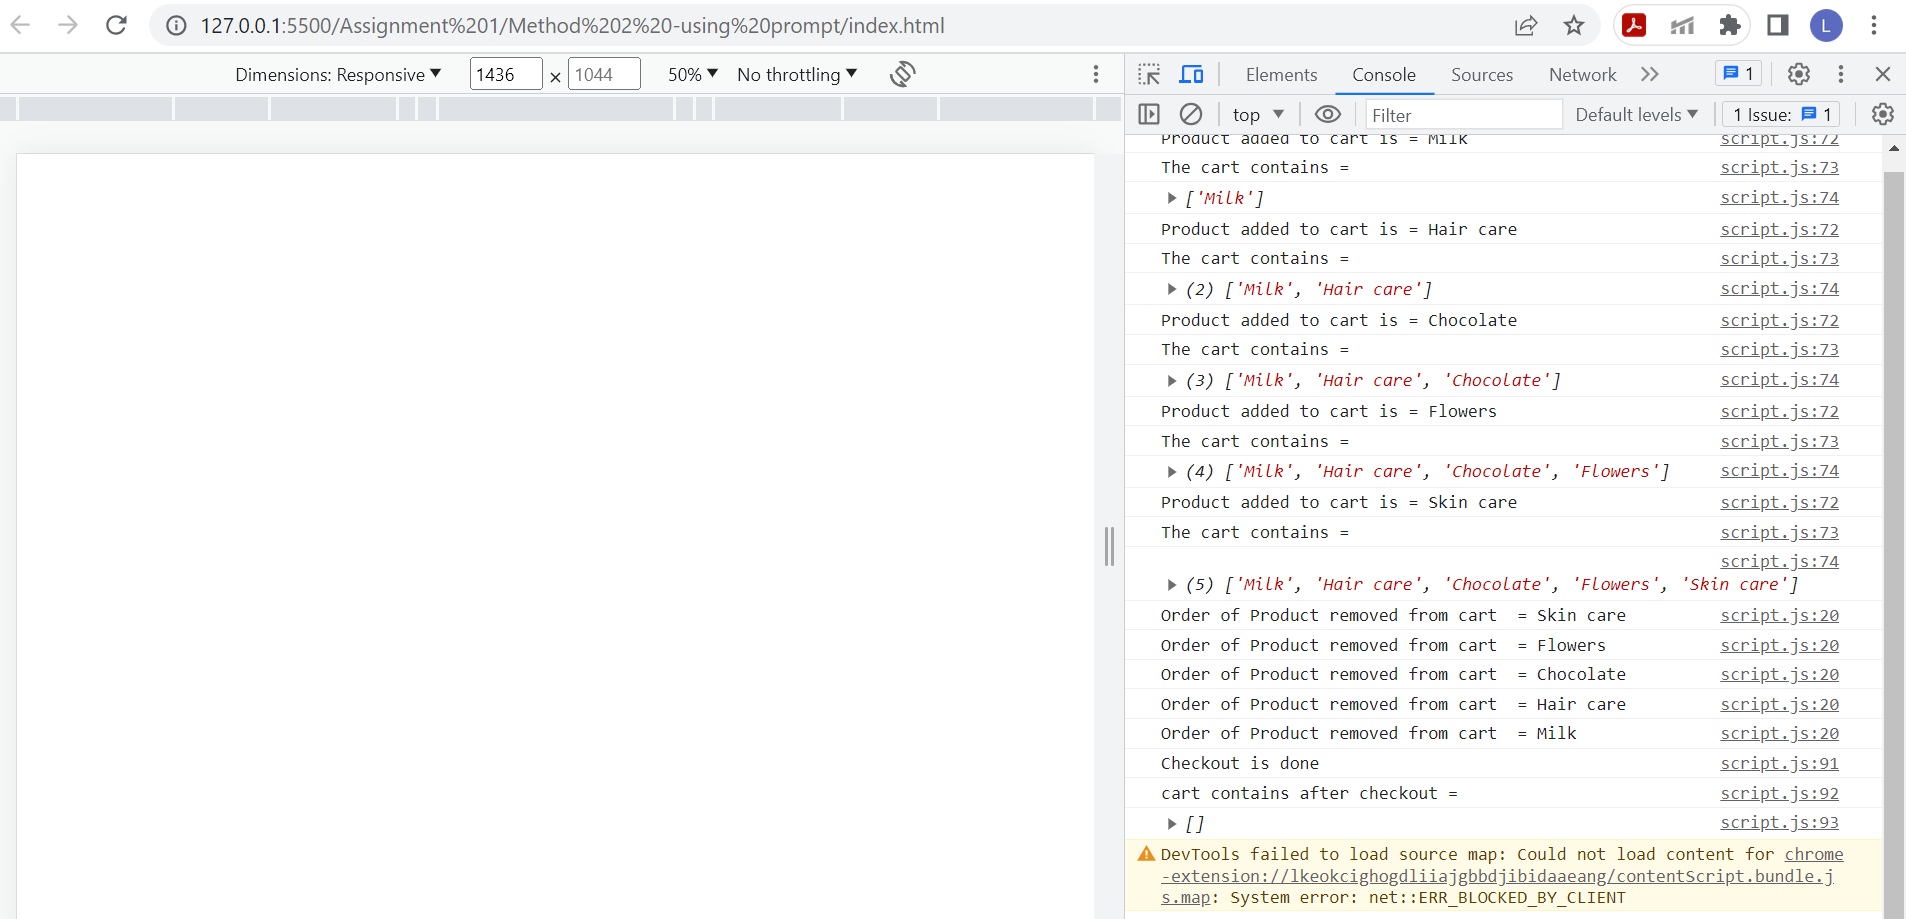 127.0.0.1:5500/Assignment%201/Method%202%20-using%20prompt/index.html
L
Dimensions: Responsive ▼ 1436 × 1044 50% ▼ No throttling ▼
Elements Console Sources Network 1
top ▼ Filter Default levels ▼ 1 Issue: 1
Product added to cart is = Milk script.js:72
The cart contains = script.js:73
▶ ['Milk'] script.js:74
Product added to cart is = Hair care script.js:72
The cart contains = script.js:73
▶ (2) ['Milk', 'Hair care'] script.js:74
Product added to cart is = Chocolate script.js:72
The cart contains = script.js:73
▶ (3) ['Milk', 'Hair care', 'Chocolate'] script.js:74
Product added to cart is = Flowers script.js:72
The cart contains = script.js:73
▶ (4) ['Milk', 'Hair care', 'Chocolate', 'Flowers'] script.js:74
Product added to cart is = Skin care script.js:72
The cart contains = script.js:73
script.js:74
▶ (5) ['Milk', 'Hair care', 'Chocolate', 'Flowers', 'Skin care']
Order of Product removed from cart  = Skin care script.js:20
Order of Product removed from cart  = Flowers script.js:20
Order of Product removed from cart  = Chocolate script.js:20
Order of Product removed from cart  = Hair care script.js:20
Order of Product removed from cart  = Milk script.js:20
Checkout is done script.js:91
cart contains after checkout = script.js:92
▶ [] script.js:93
DevTools failed to load source map: Could not load content for chrome
-extension://lkeokcighogdliiajgbbdjibidaaeang/contentScript.bundle.j
s.map: System error: net::ERR_BLOCKED_BY_CLIENT